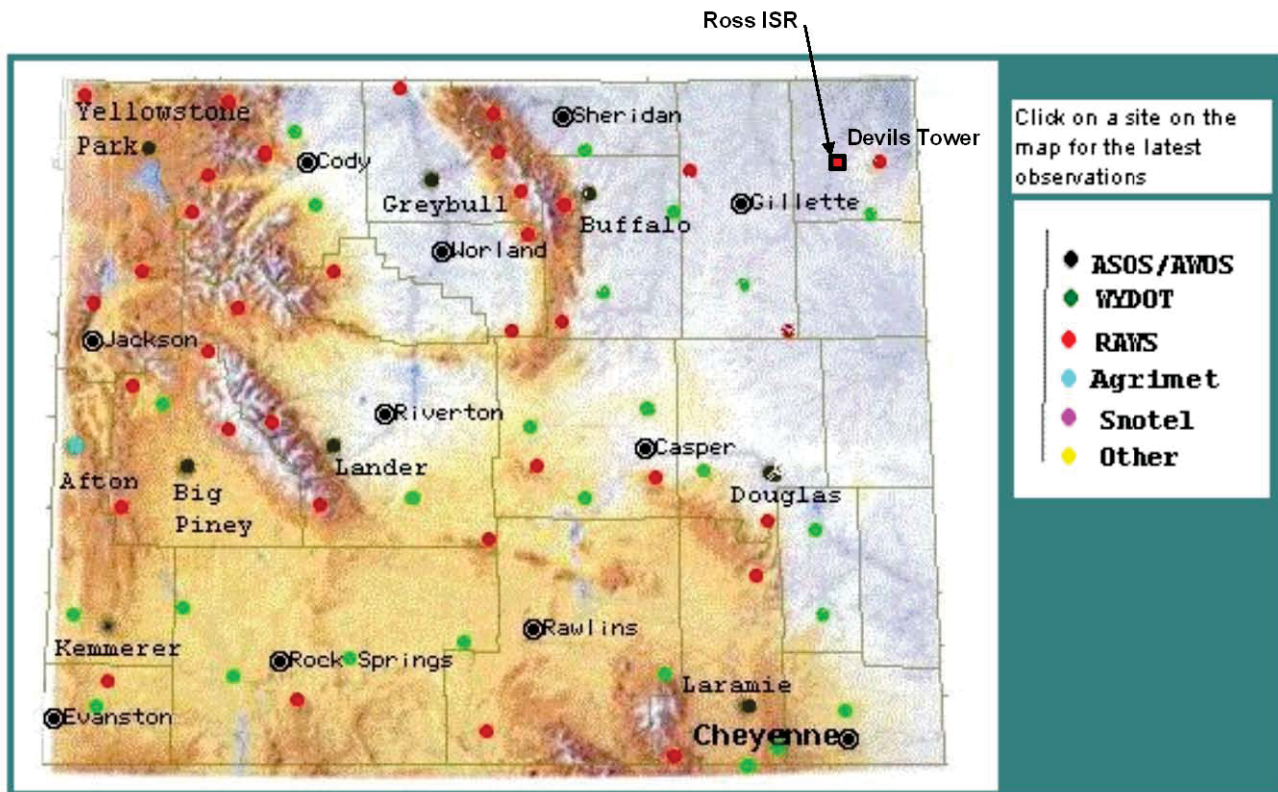 Ross ISR
Yellowstone
Park
Sheridan
Devils Tower
Cody
Greybull
Buffalo
Gillette
Worland
Jackson
Riverton
Casper
Lander
Afton
Big
Piney
Douglas
Kemmerer
Rawlins
Rock Springs
Laramie
Evanston
Cheyenne
Click on a site on the
map for the latest
observations
ASOS/AWOS
WYDOT
RAWS
Agrimet
Snotel
Other